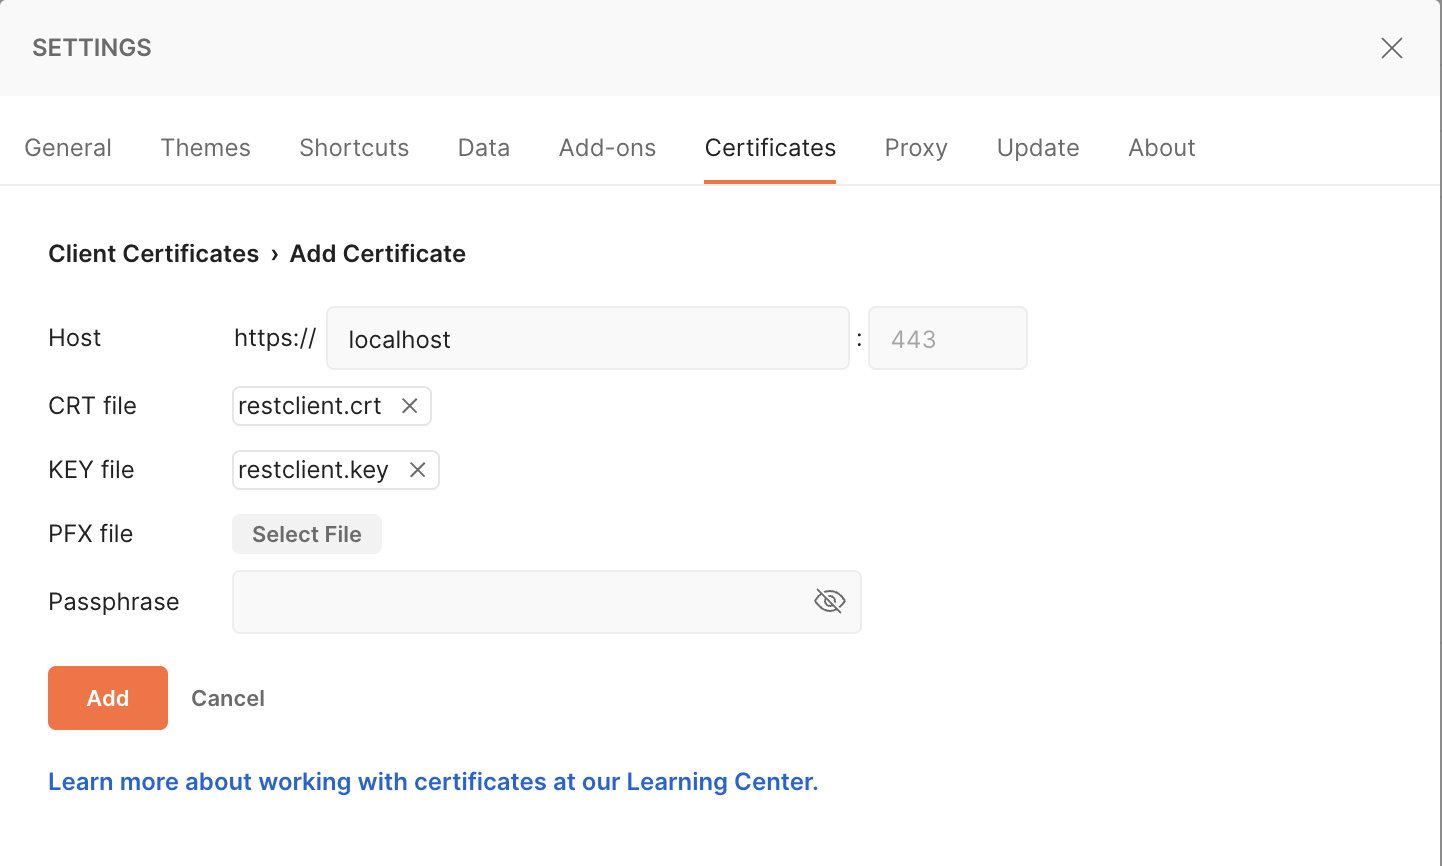 SETTINGS
General Themes Shortcuts Data Add-ons Certificates Proxy Update About
Client Certificates › Add Certificate
Host https:// localhost : 443
CRT file restclient.crt
KEY file restclient.key
PFX file Select File
Passphrase
Add Cancel
Learn more about working with certificates at our Learning Center.